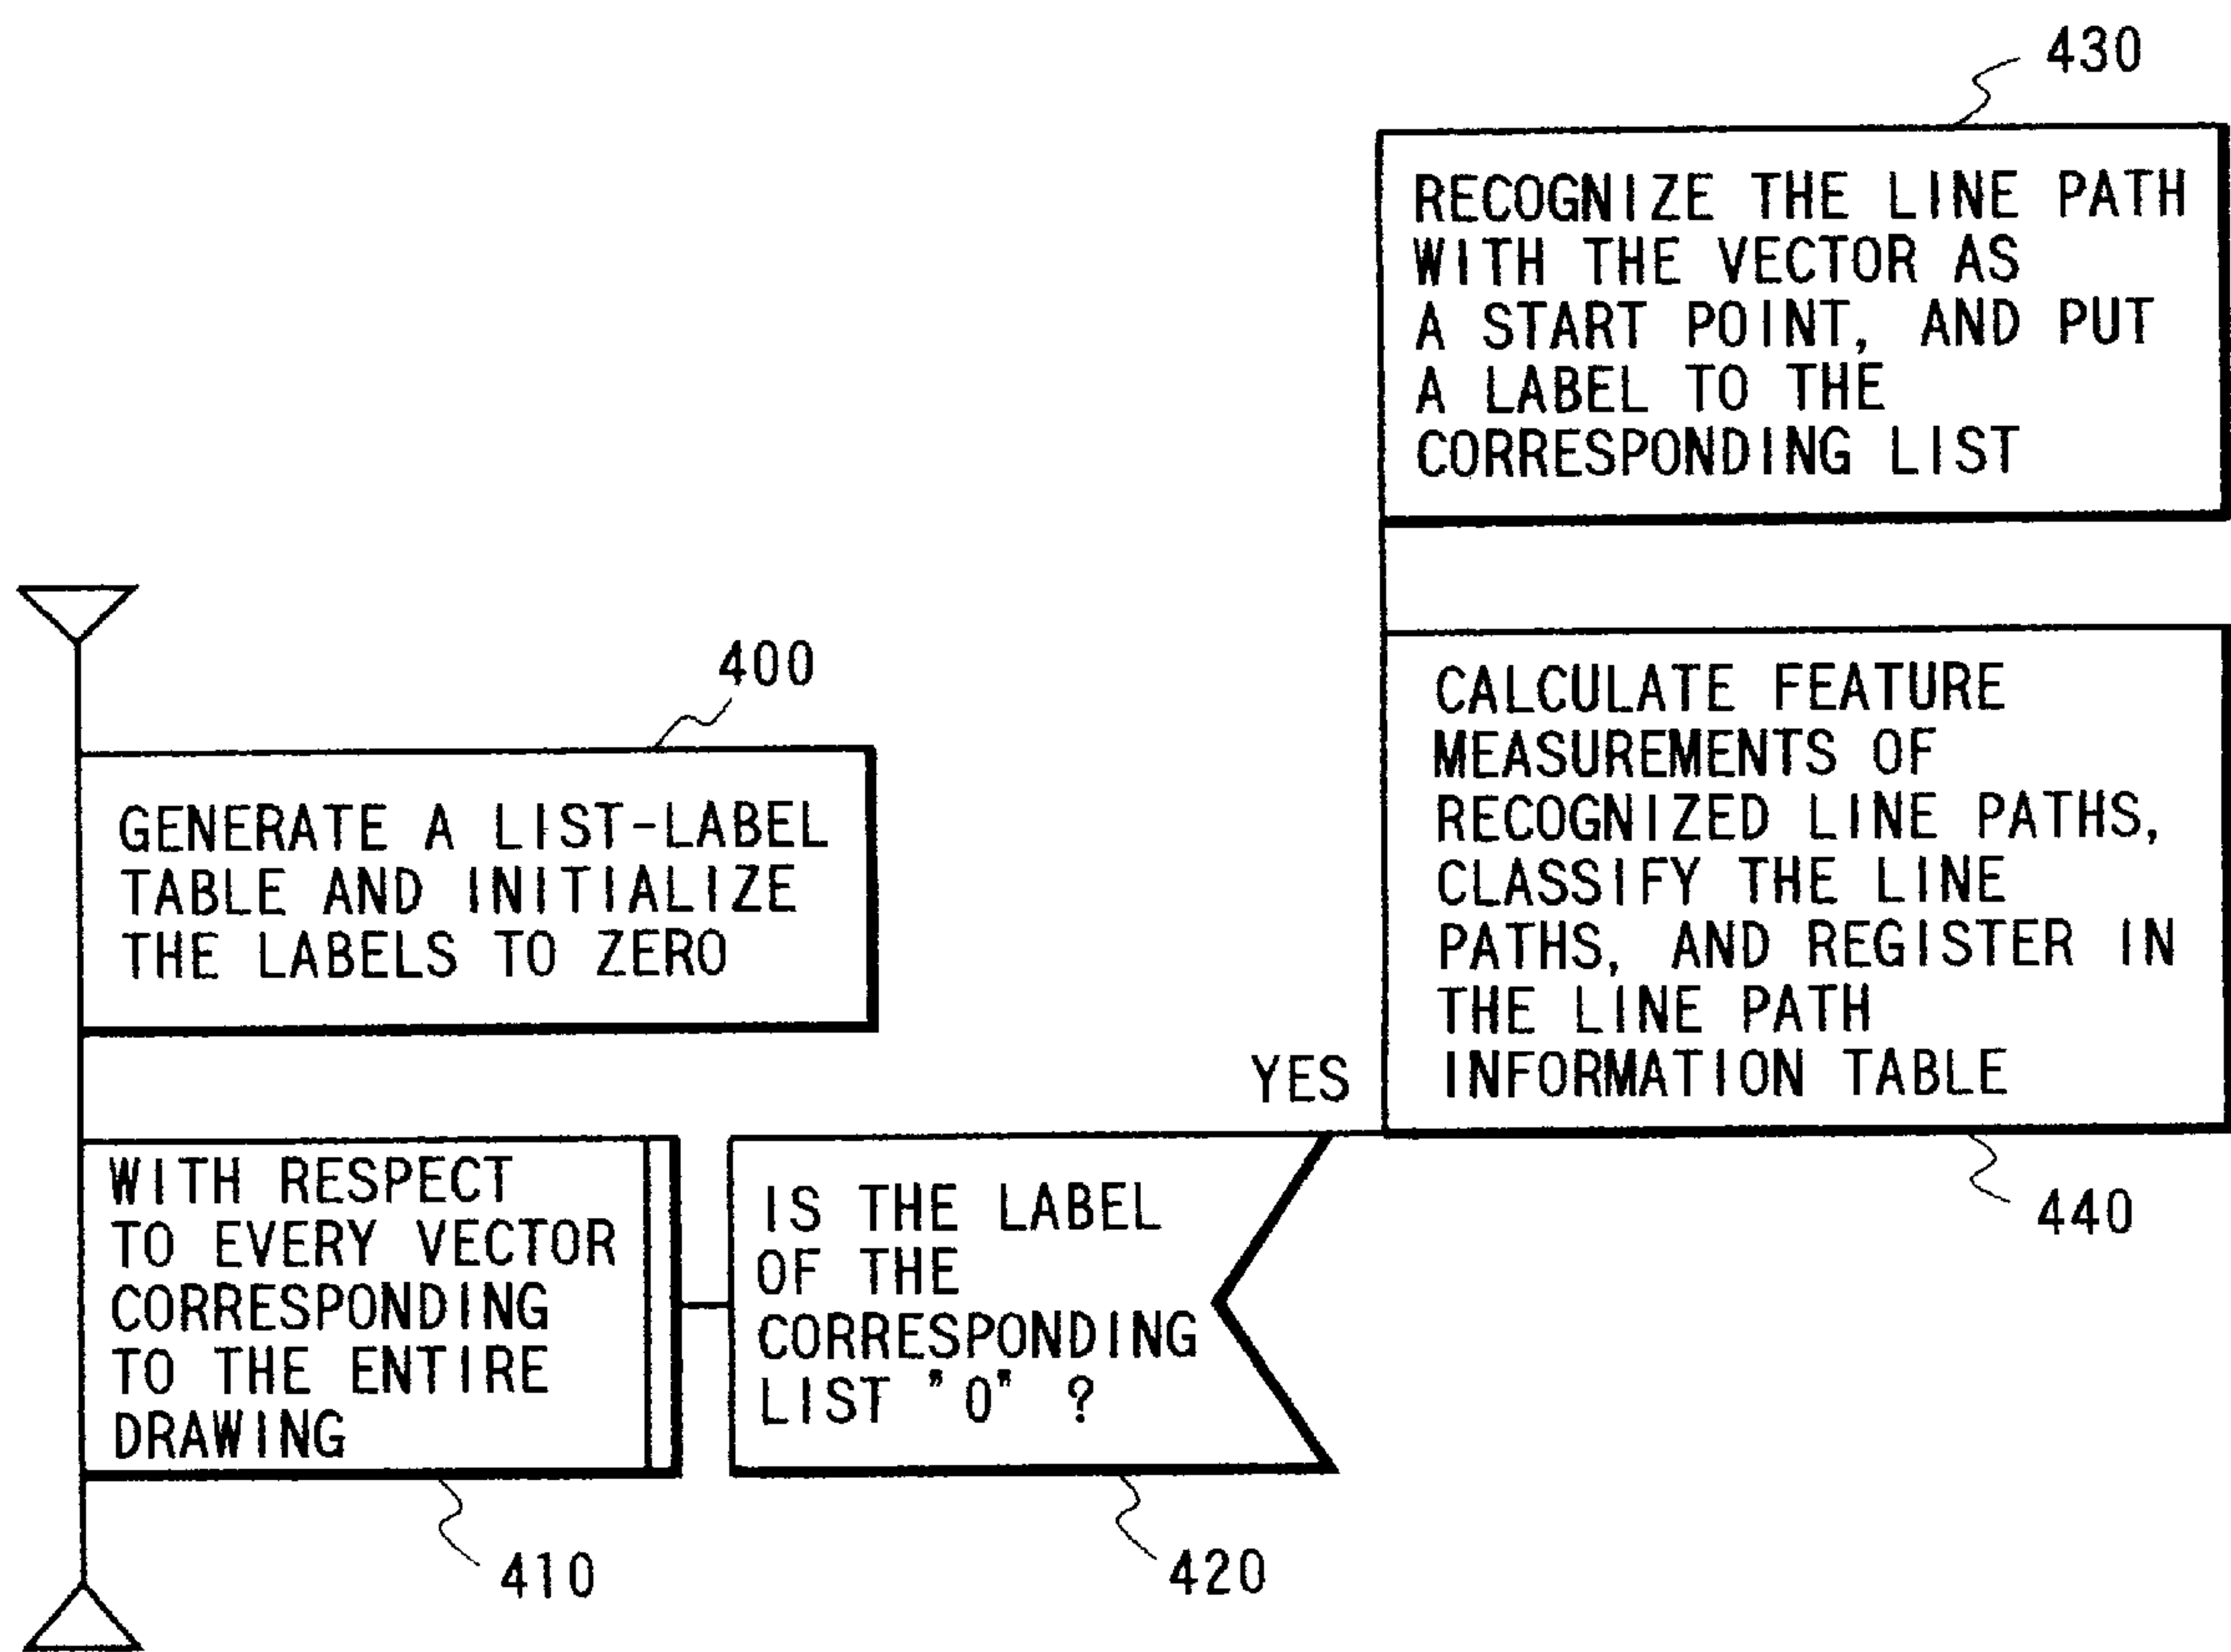 430
RECOGNIZE THE LINE PATH
WITH THE VECTOR AS
A START POINT, AND PUT
A LABEL TO THE
CORRESPONDING LIST
400
GENERATE A LIST-LABEL
TABLE AND INITIALIZE
THE LABELS TO ZERO
CALCULATE FEATURE
MEASUREMENTS OF
RECOGNIZED LINE PATHS,
CLASSIFY THE LINE
PATHS, AND REGISTER IN
THE LINE PATH
INFORMATION TABLE
YES
440
WITH RESPECT
TO EVERY VECTOR
CORRESPONDING
TO THE ENTIRE
DRAWING
410
IS THE LABEL
OF THE
CORRESPONDING
LIST "0" ?
420